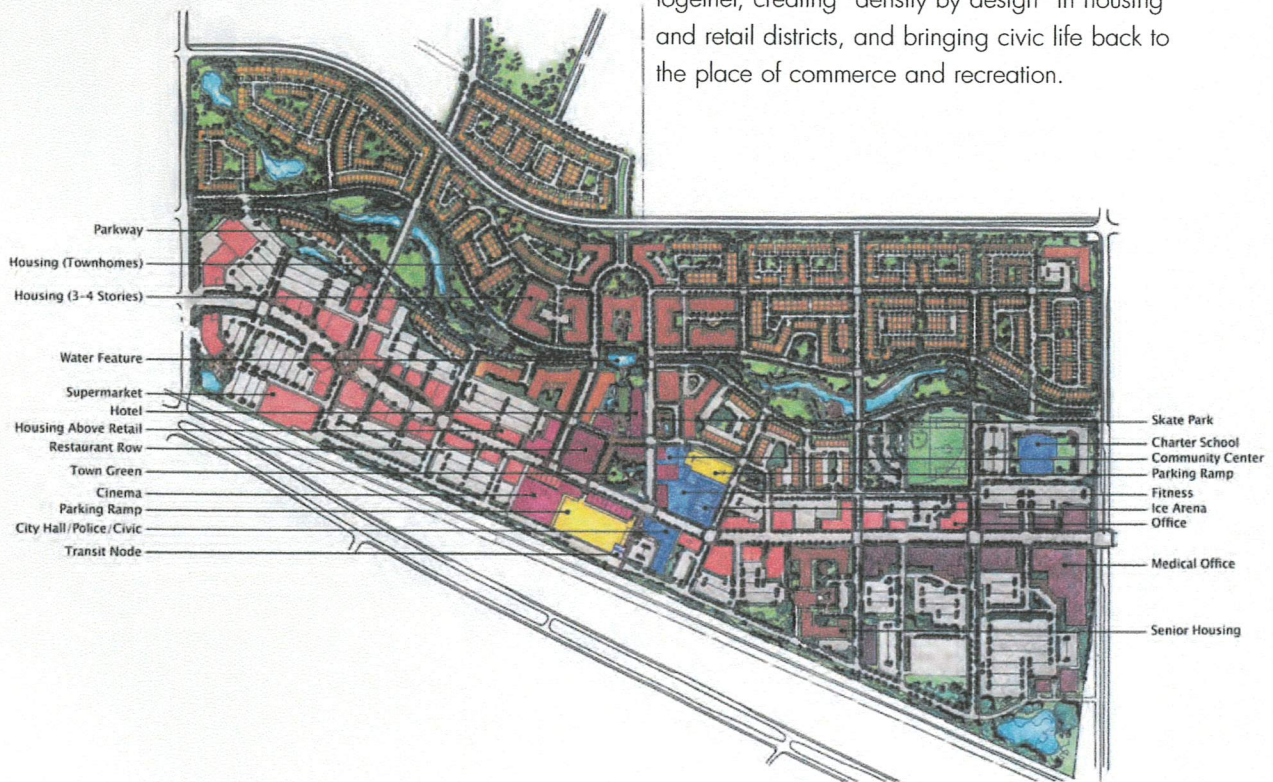 together, creating "density by design" in housing
and retail districts, and bringing civic life back to
the place of commerce and recreation.
Parkway
Housing (Townhomes)
Housing (3-4 Stories)
Water Feature
Supermarket
Hotel
Housing Above Retail
Restaurant Row
Town Green
Cinema
Parking Ramp
City Hall/Police/Civic
Transit Node
Skate Park
Charter School
Community Center
Parking Ramp
Fitness
Ice Arena
Office
Medical Office
Senior Housing